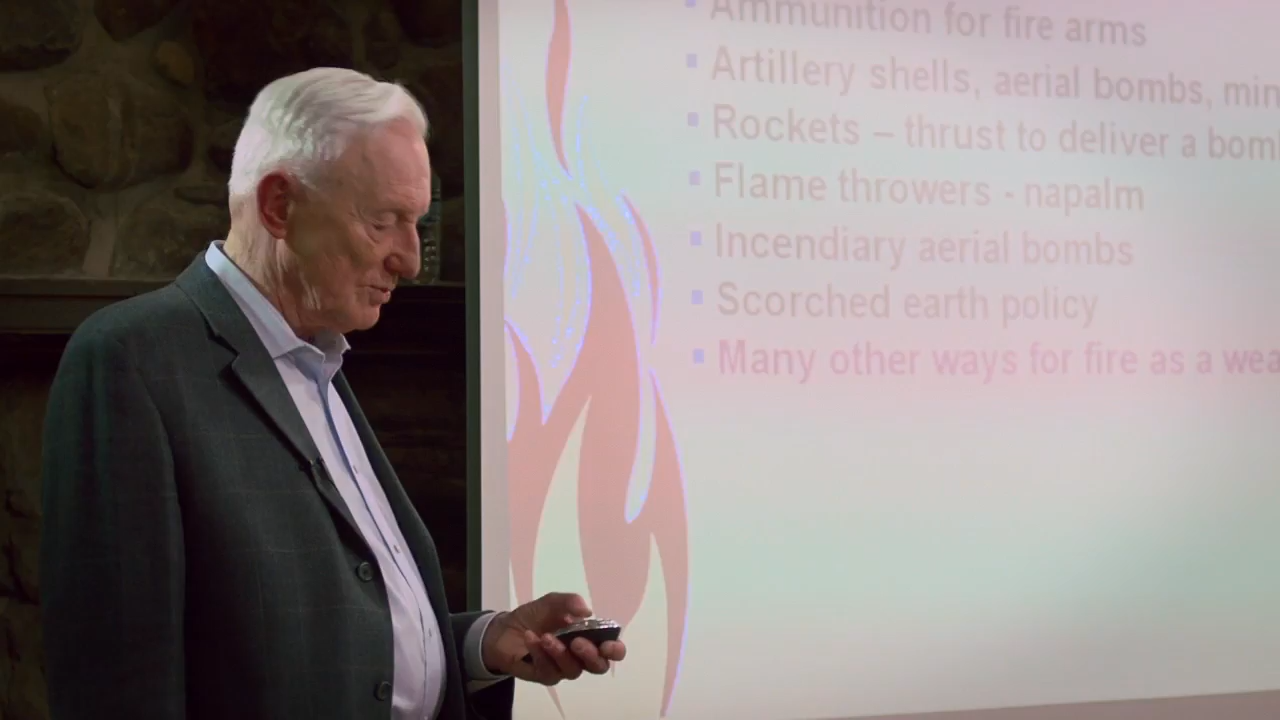 Ammunition for fire arms
Artillery shells, aerial bombs,
Rockets – thrust to deliver a
Flame throwers - napalm
Incendiary aerial bombs
Scorched earth policy
Many other ways for fire as a